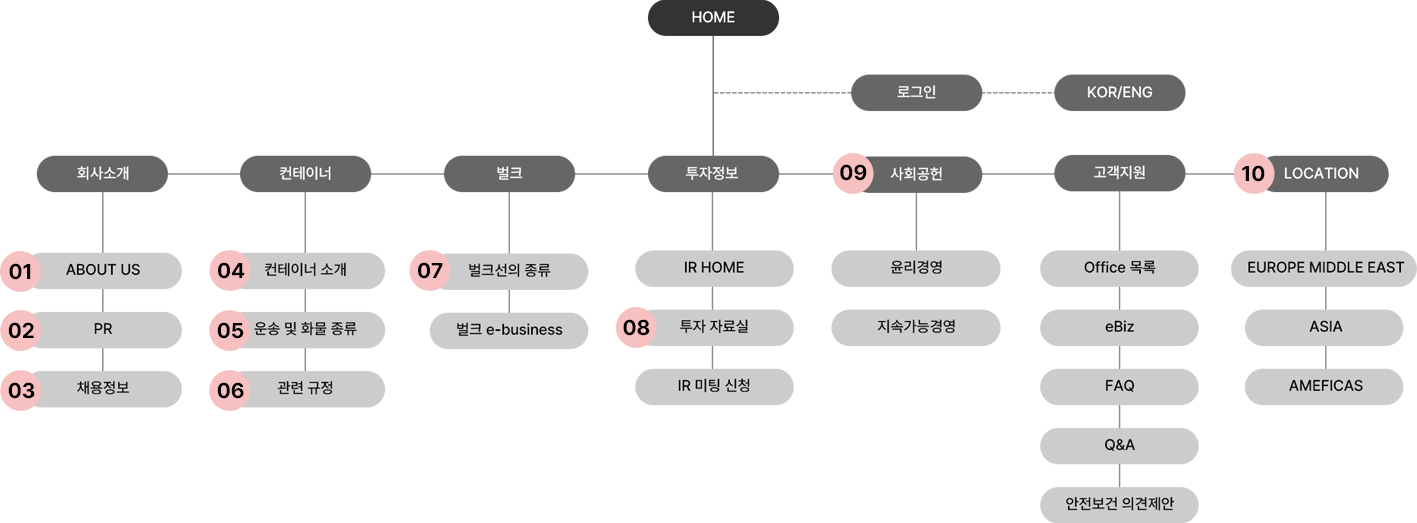 HOME
로그인
KOR/ENG
회사소개
컨테이너
벌크
투자정보
09 사회공헌
고객지원
10 LOCATION
01 ABOUT US
02 PR
03 채용정보
04 컨테이너 소개
05 운송 및 화물 종류
06 관련 규정
07 벌크선의 종류
벌크 e-business
IR HOME
08 투자 자료실
IR 미팅 신청
윤리경영
지속가능경영
Office 목록
eBiz
FAQ
Q&A
안전보건 의견제안
EUROPE MIDDLE EAST
ASIA
AMEFICAS